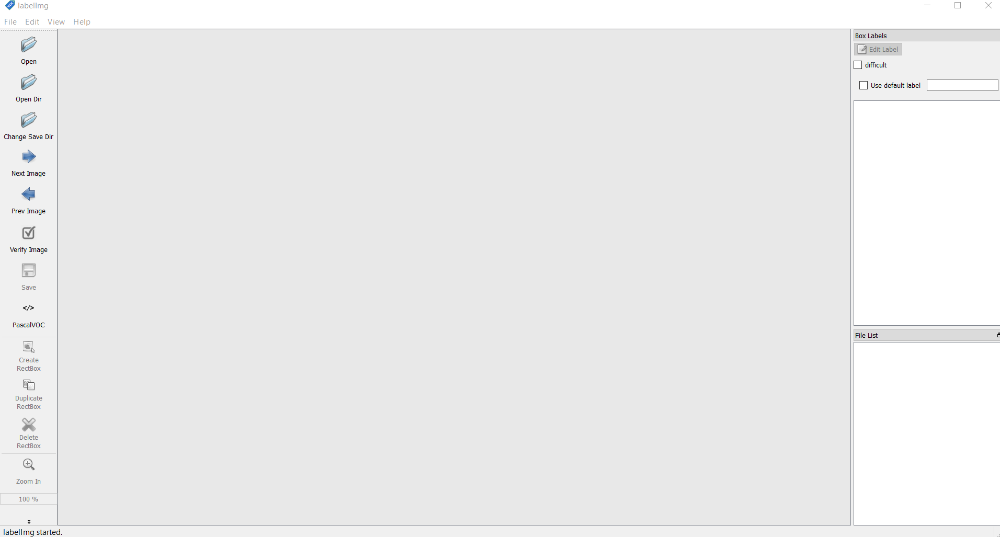 labelImg
File Edit View Help
Open
Open Dir
Change Save Dir
Next Image
Prev Image
Verify Image
Save
</>
PascalVOC
Create
RectBox
Duplicate
RectBox
Delete
RectBox
Zoom In
100 %
Box Labels
Edit Label
difficult
Use default label
File List
labelImg started.